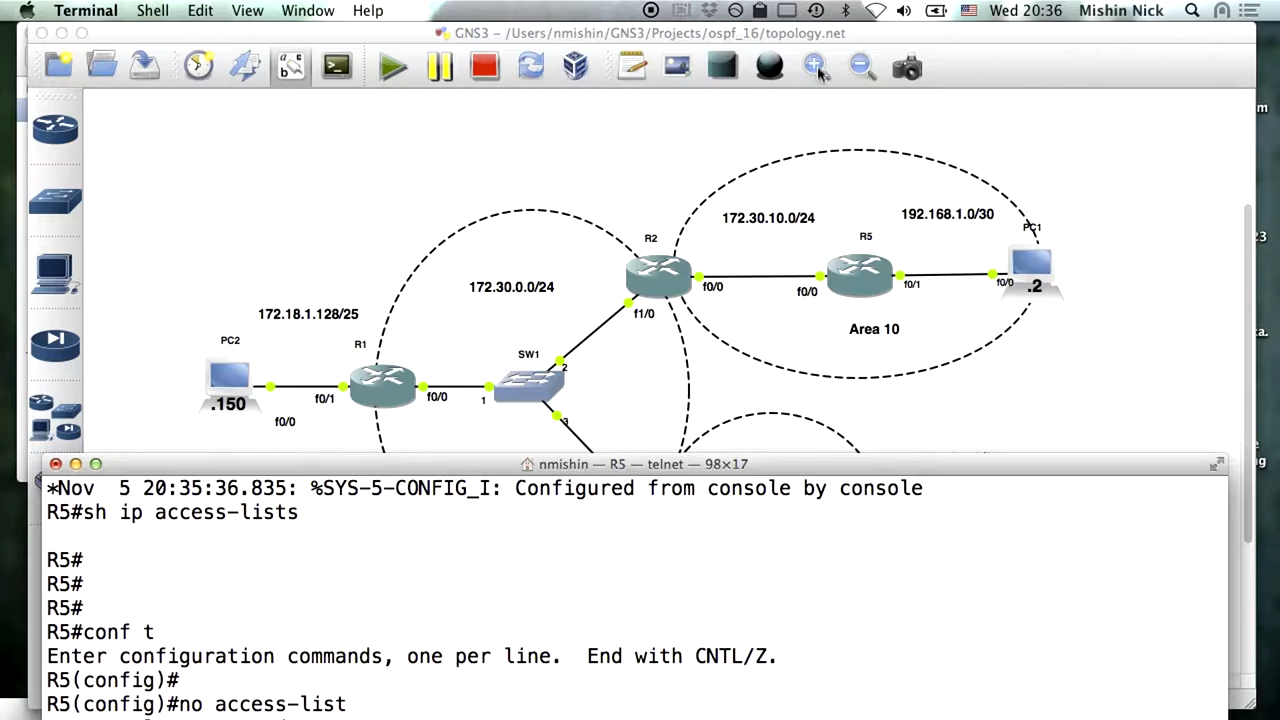 Terminal Shell Edit View Window Help Wed 20:36 Mishin Nick
GNS3 – /Users/nmishin/GNS3/Projects/ospf_16/topology.net
a
b c
172.30.10.0/24
192.168.1.0/30
R2
R5
PC1
172.30.0.0/24
f0/0
f0/0
f0/1
f0/0
.2
172.18.1.128/25
f1/0
Area 10
PC2
R1
SW1
2
.150
f0/1
f0/0
1
f0/0
3
nmishin — R5 — telnet — 98×17
*Nov 5 20:35:36.835: %SYS-5-CONFIG_I: Configured from console by console
R5#sh ip access-lists
R5#
R5#
R5#
R5#conf t
Enter configuration commands, one per line. End with CNTL/Z.
R5(config)#
R5(config)#no access-list